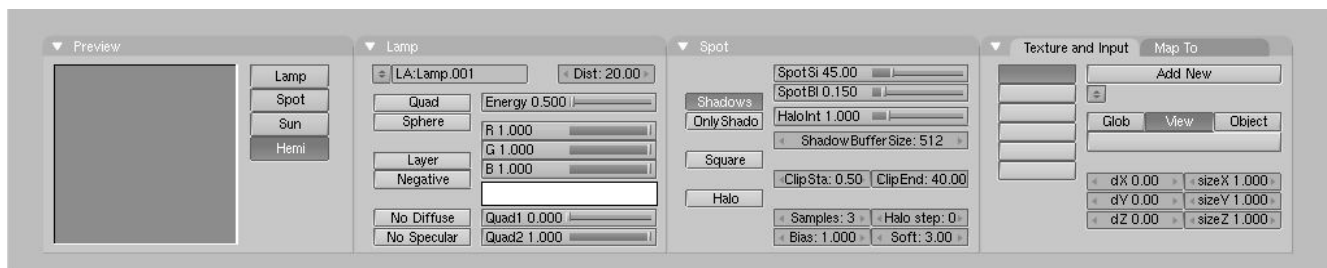 Preview
Lamp
Spot
Sun
Hemi
Lamp
LA:Lamp.001 Dist: 20.00
Quad Energy 0.500
Sphere
R 1.000
G 1.000
Layer B 1.000
Negative
No Diffuse Quad1 0.000
No Specular Quad2 1.000
Spot
SpotSi 45.00
SpotBl 0.150
Shadows
OnlyShado HaloInt 1.000
ShadowBufferSize: 512
Square
ClipSta: 0.50 ClipEnd: 40.00
Halo
Samples: 3 Halo step: 0
Bias: 1.000 Soft: 3.00
Texture and Input Map To
Add New
Glob View Object
dX 0.00 sizeX 1.000
dY 0.00 sizeY 1.000
dZ 0.00 sizeZ 1.000